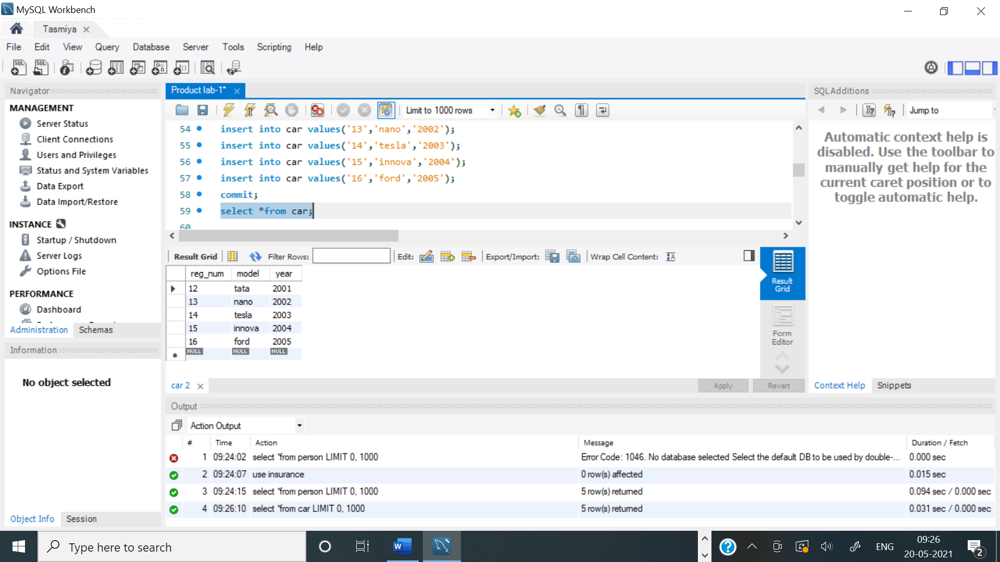 MySQL Workbench
Tasmiya
File Edit View Query Database Server Tools Scripting Help
Navigator
MANAGEMENT
Server Status
Client Connections
Users and Privileges
Status and System Variables
Data Export
Data Import/Restore
INSTANCE
Startup / Shutdown
Server Logs
Options File
PERFORMANCE
Dashboard
Administration Schemas
Information
No object selected
Object Info Session
Product lab-1*
Limit to 1000 rows
54 insert into car values('13','nano','2002');
55 insert into car values('14','tesla','2003');
56 insert into car values('15','innova','2004');
57 insert into car values('16','ford','2005');
58 commit;
59 select *from car;
60
Result Grid Filter Rows: Edit: Export/Import: Wrap Cell Content:
reg_num model year
12 tata 2001
13 nano 2002
14 tesla 2003
15 innova 2004
16 ford 2005
NULL NULL NULL
Result
Grid
Form
Editor
car 2
Apply Revert
SQLAdditions
Jump to
Automatic context help is
disabled. Use the toolbar to
manually get help for the
current caret position or to
toggle automatic help.
Context Help Snippets
Output
Action Output
# Time Action Message Duration / Fetch
1 09:24:02 select *from person LIMIT 0, 1000 Error Code: 1046. No database selected Select the default DB to be used by double-... 0.000 sec
2 09:24:07 use insurance 0 row(s) affected 0.015 sec
3 09:24:15 select *from person LIMIT 0, 1000 5 row(s) returned 0.094 sec / 0.000 sec
4 09:26:10 select *from car LIMIT 0, 1000 5 row(s) returned 0.031 sec / 0.000 sec
Type here to search
ENG
09:26
20-05-2021
2